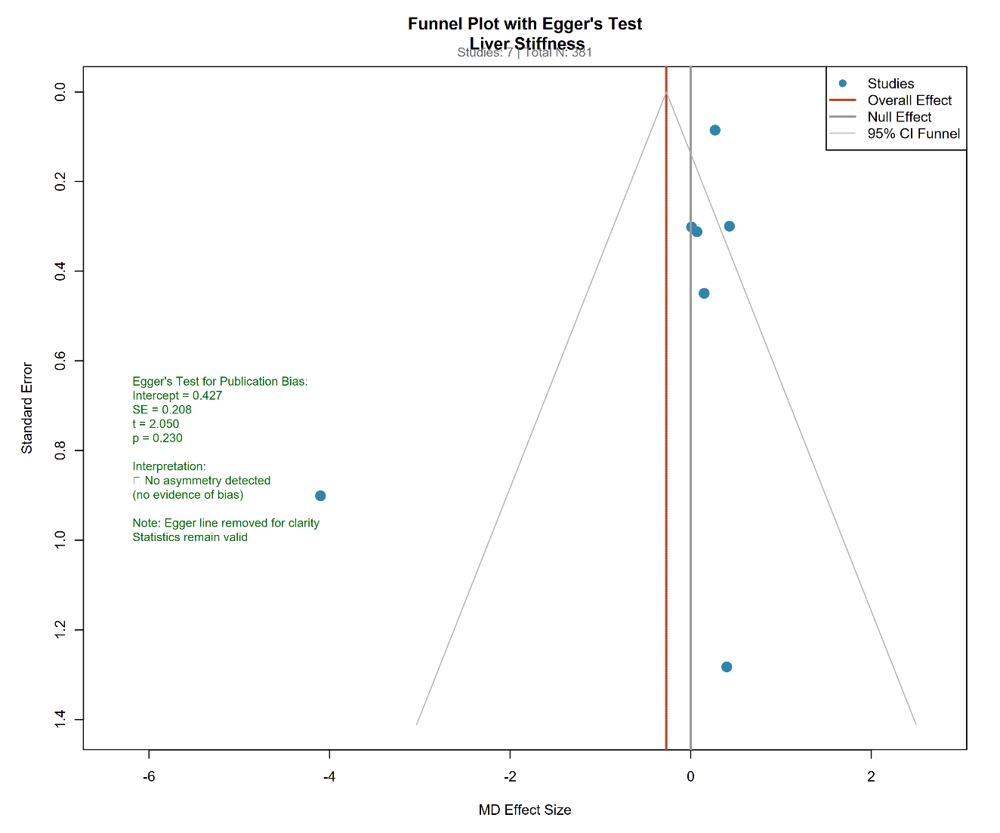 Funnel Plot with Egger's Test
Liver Stiffness
Studies: 7 | Total N: 381
Studies
Overall Effect
Null Effect
95% CI Funnel
0.0
0.2
0.4
0.6
0.8
1.0
1.2
1.4
Standard Error
Egger's Test for Publication Bias:
Intercept = 0.427
SE = 0.208
t = 2.050
p = 0.230
Interpretation:
□ No asymmetry detected
(no evidence of bias)
Note: Egger line removed for clarity
Statistics remain valid
-6 -4 -2 0 2
MD Effect Size